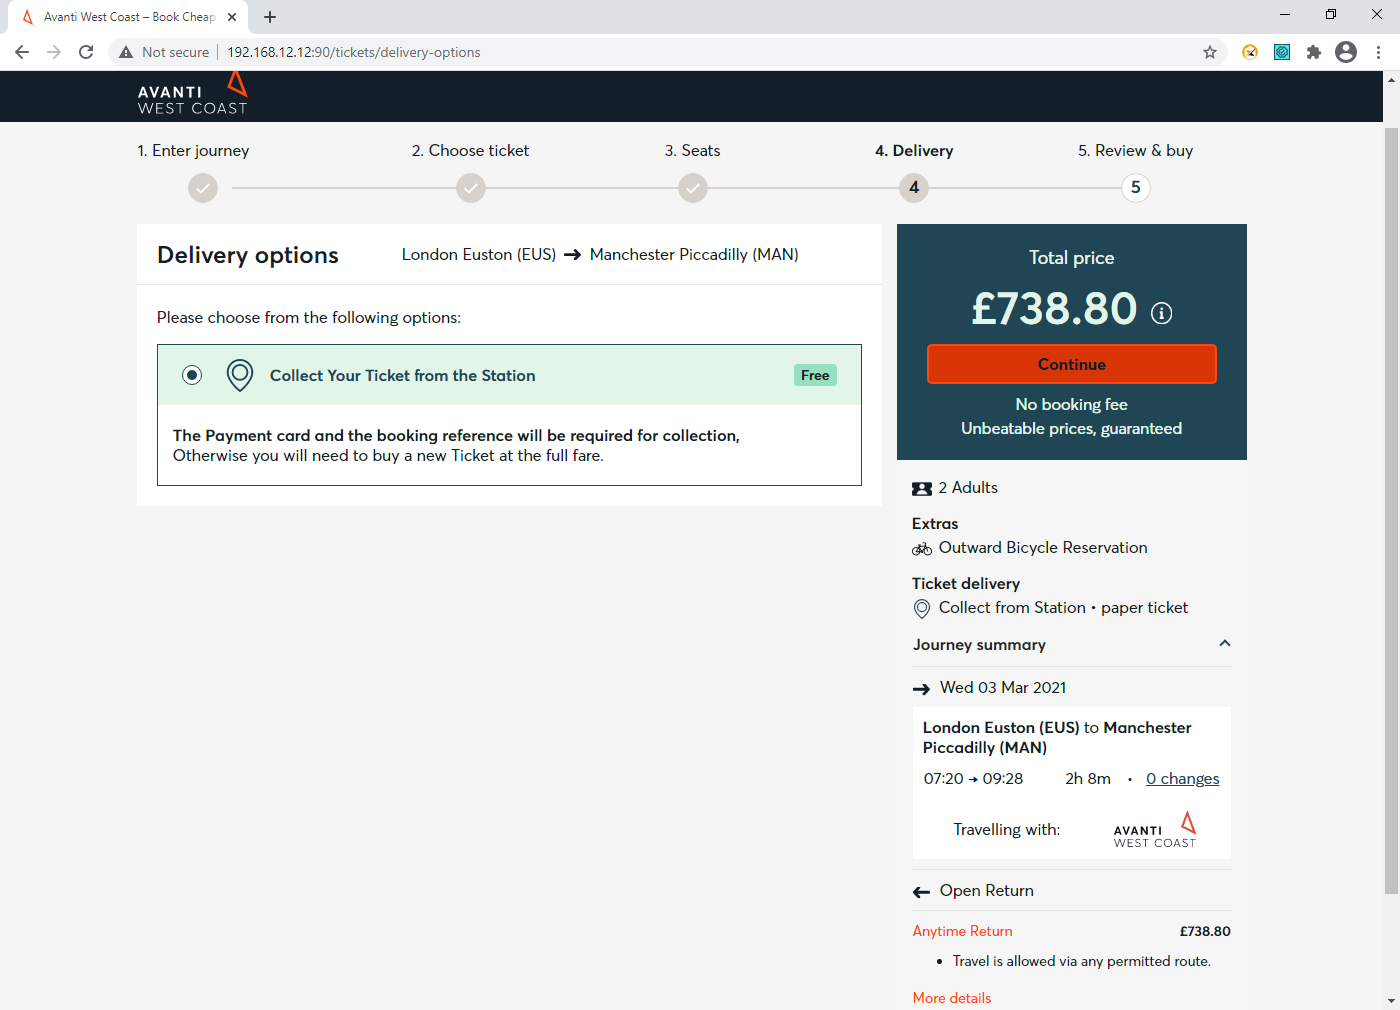 Avanti West Coast – Book Cheap
Not secure
192.168.12.12:90/tickets/delivery-options
AVANTI
WEST COAST
1. Enter journey
2. Choose ticket
3. Seats
4. Delivery
5. Review & buy
4
5
Delivery options
London Euston (EUS) → Manchester Piccadilly (MAN)
Please choose from the following options:
Collect Your Ticket from the Station
Free
The Payment card and the booking reference will be required for collection,
Otherwise you will need to buy a new Ticket at the full fare.
Total price
£738.80
Continue
No booking fee
Unbeatable prices, guaranteed
2 Adults
Extras
Outward Bicycle Reservation
Ticket delivery
Collect from Station • paper ticket
Journey summary
→ Wed 03 Mar 2021
London Euston (EUS) to Manchester
Piccadilly (MAN)
07:20 → 09:28 2h 8m • 0 changes
Travelling with:
AVANTI
WEST COAST
← Open Return
Anytime Return £738.80
• Travel is allowed via any permitted route.
More details